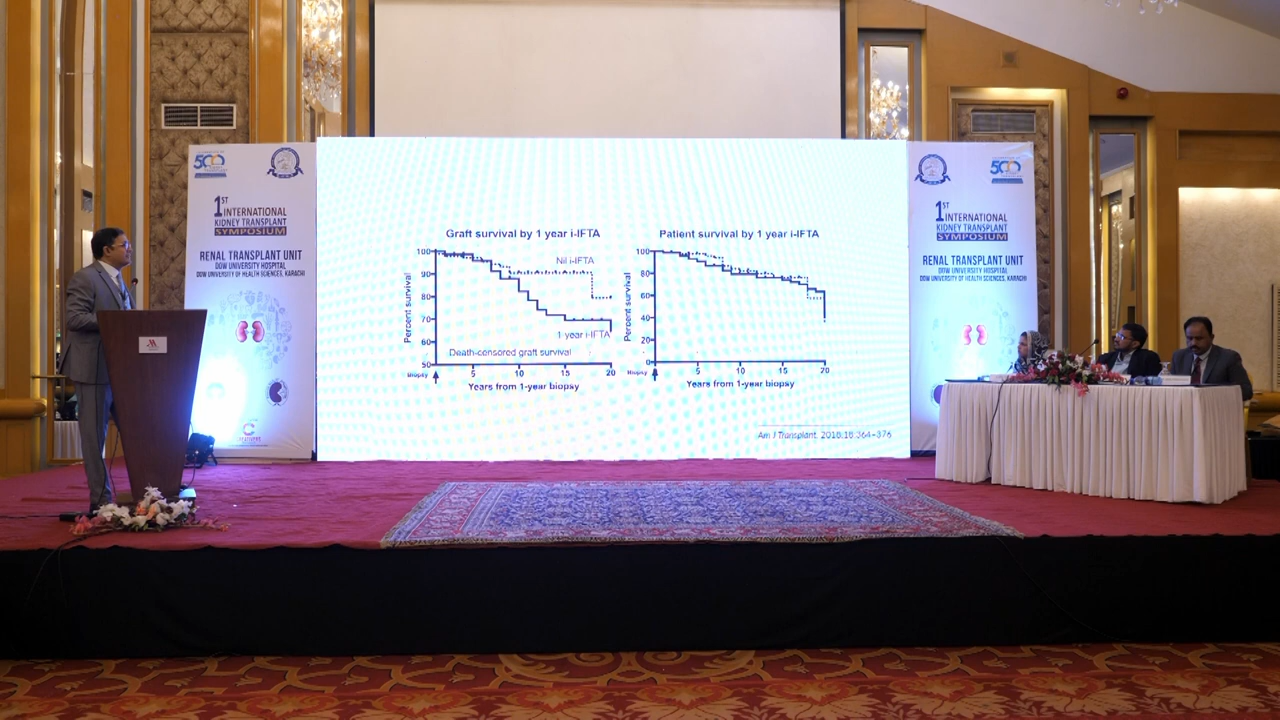 500
1ST
INTERNATIONAL
KIDNEY TRANSPLANT
SYMPOSIUM
RENAL TRANSPLANT UNIT
DOW UNIVERSITY HOSPITAL
DOW UNIVERSITY OF HEALTH SCIENCES, KARACHI
Graft survival by 1 year i-IFTA
Percent survival
100
90
80
70
60
50
Nil i-IFTA
1 year i-IFTA
Death-censored graft survival
Biopsy
5
10
15
20
Years from 1-year biopsy
Patient survival by 1 year i-IFTA
Percent survival
100
80
60
40
20
0
Biopsy
5
10
15
20
Years from 1-year biopsy
Am J Transplant. 2018;18:364–376
500
1ST
INTERNATIONAL
KIDNEY TRANSPLANT
SYMPOSIUM
RENAL TRANSPLANT UNIT
DOW UNIVERSITY HOSPITAL
DOW UNIVERSITY OF HEALTH SCIENCES, KARACHI